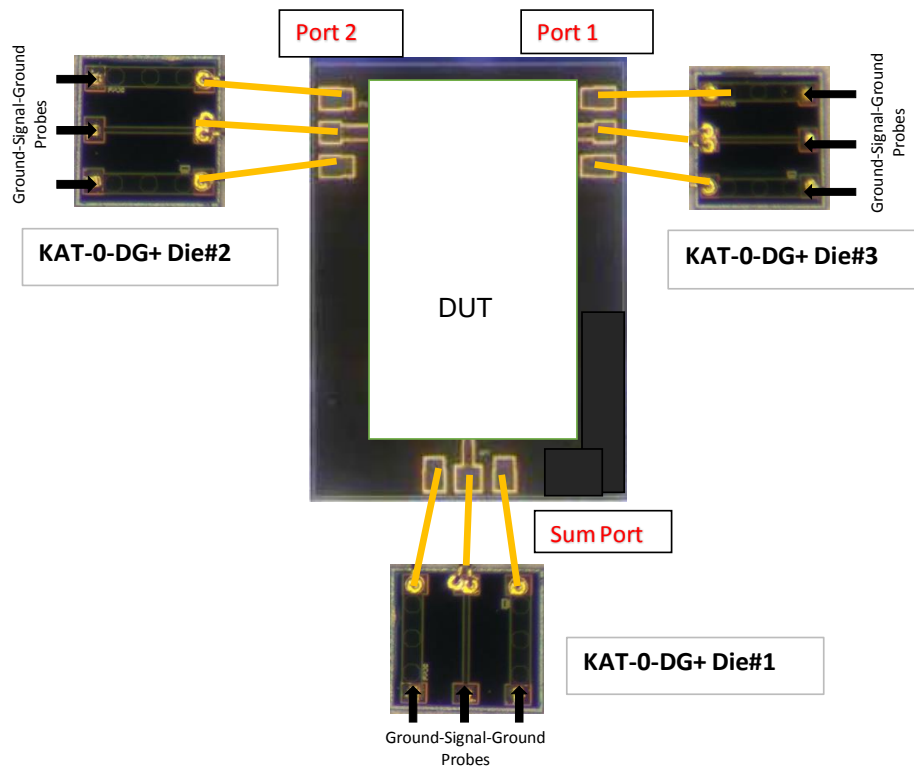 Port 2
Port 1
Ground-Signal-Ground
Probes
Ground-Signal-Ground
Probes
KAT-0-DG+ Die#2
KAT-0-DG+ Die#3
DUT
Sum Port
KAT-0-DG+ Die#1
Ground-Signal-Ground
Probes